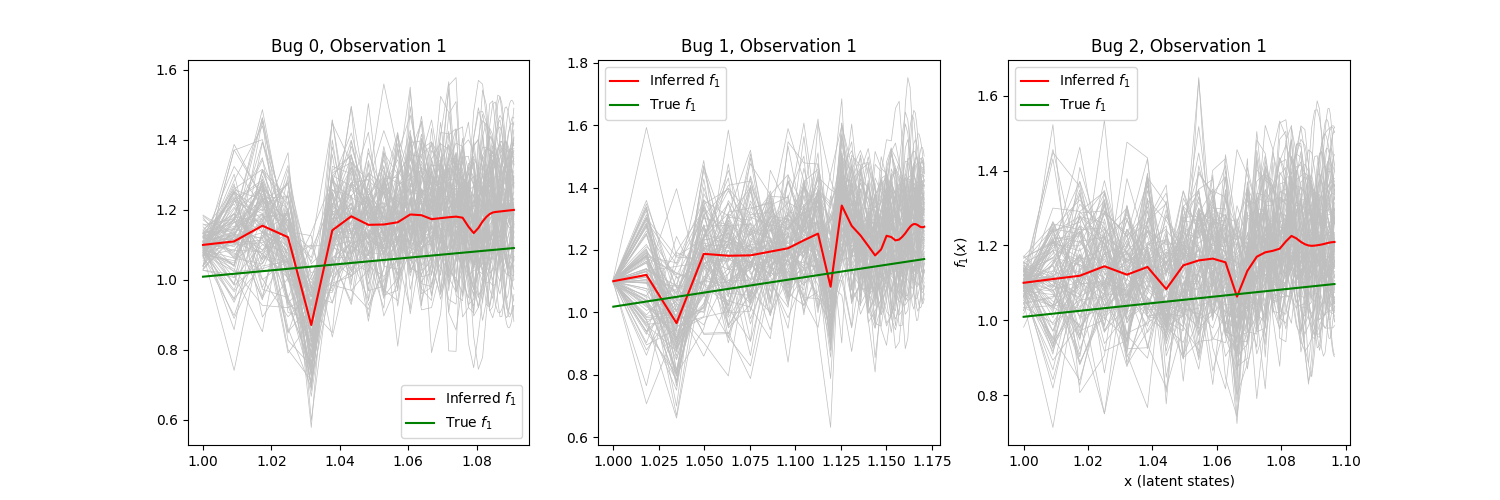 Bug 0, Observation 1
1.6
1.4
1.2
1.0
0.8
0.6
Inferred f₁
True f₁
1.00 1.02 1.04 1.06 1.08
Bug 1, Observation 1
1.8
1.6
1.4
1.2
1.0
0.8
0.6
Inferred f₁
True f₁
1.000 1.025 1.050 1.075 1.100 1.125 1.150 1.175
Bug 2, Observation 1
f₁(x)
1.6
1.4
1.2
1.0
0.8
Inferred f₁
True f₁
1.00 1.02 1.04 1.06 1.08 1.10
x (latent states)